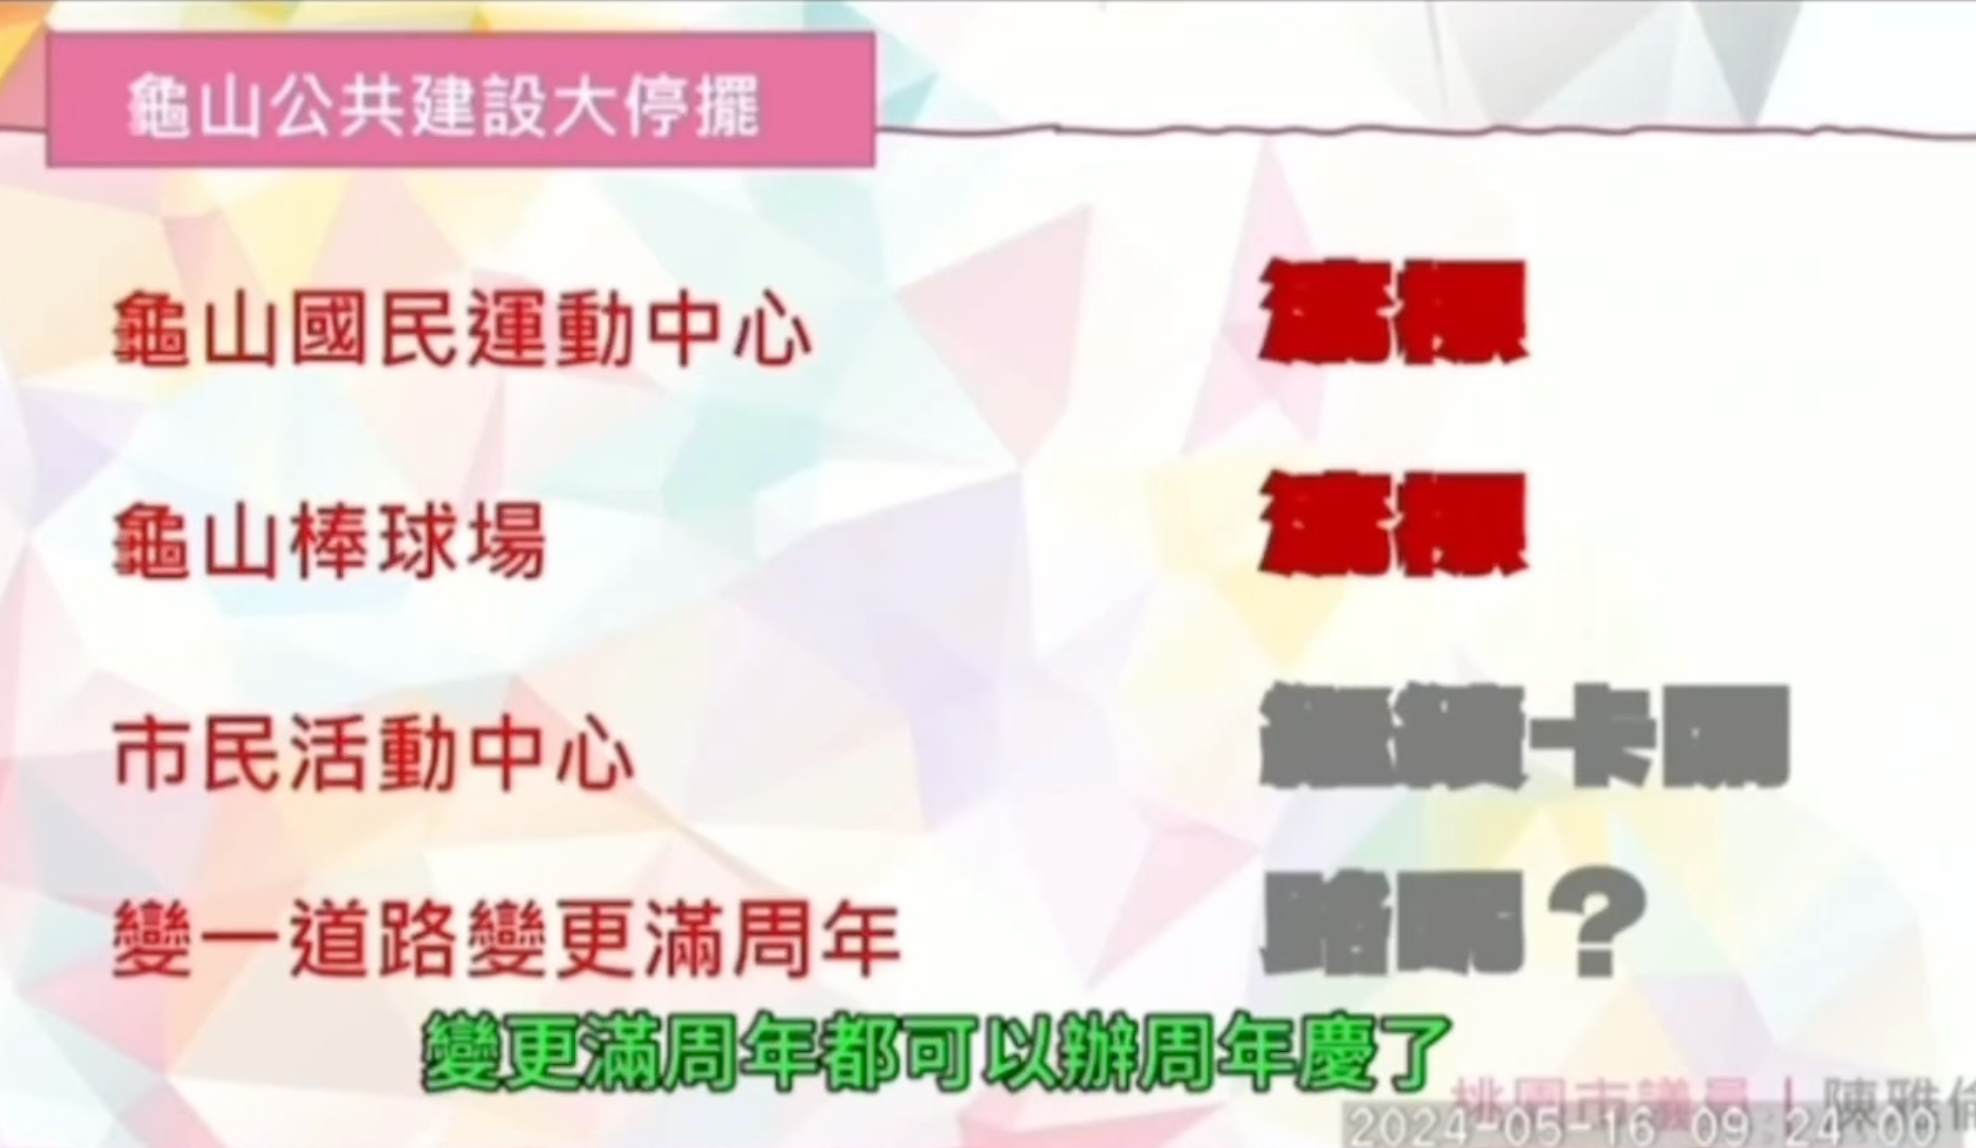 龜山公共建設大停擺
龜山國民運動中心 流標
龜山棒球場 流標
市民活動中心 繼續卡關
變一道路變更滿周年 路呢？
變更滿周年都可以辦周年慶了
桃園市議員｜陳雅倫
2024-05-16 09:24:00